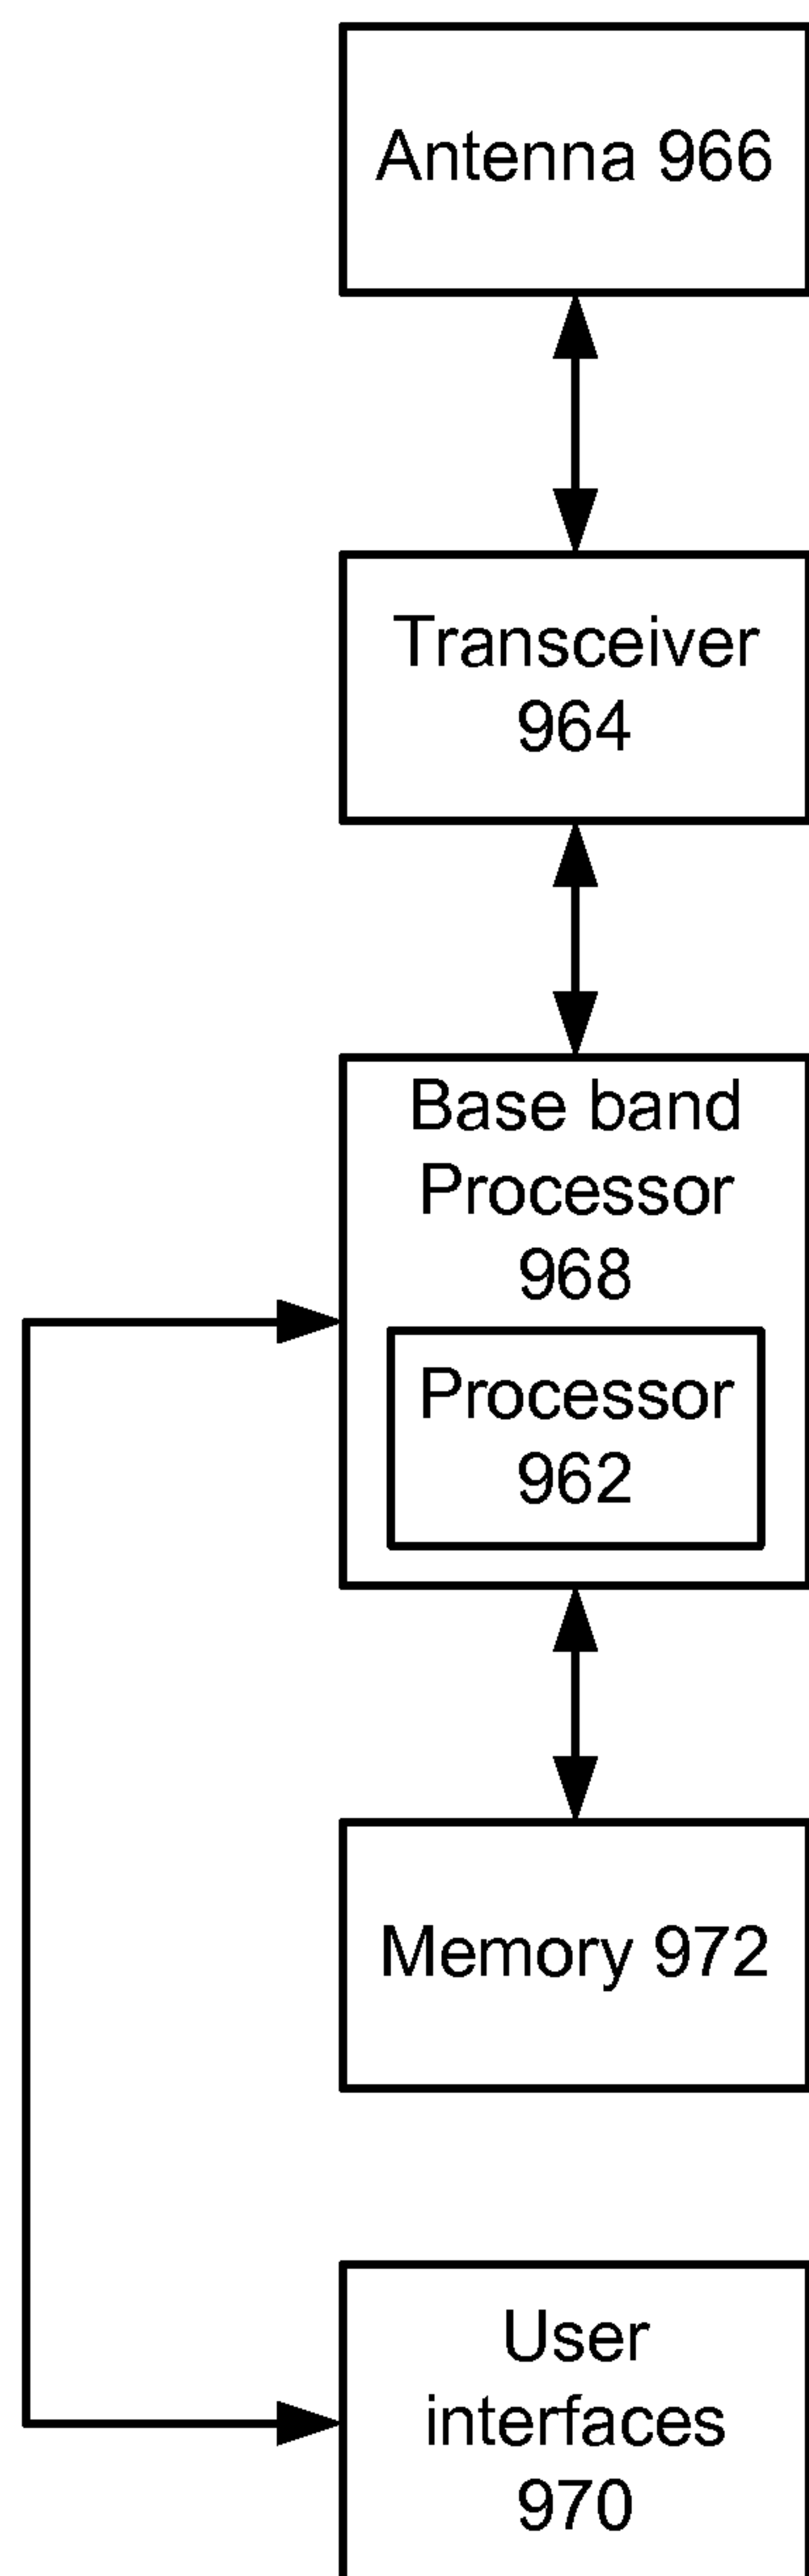 Antenna 966
Transceiver
964
Base band
Processor
968
Processor
962
Memory 972
User
interfaces
970